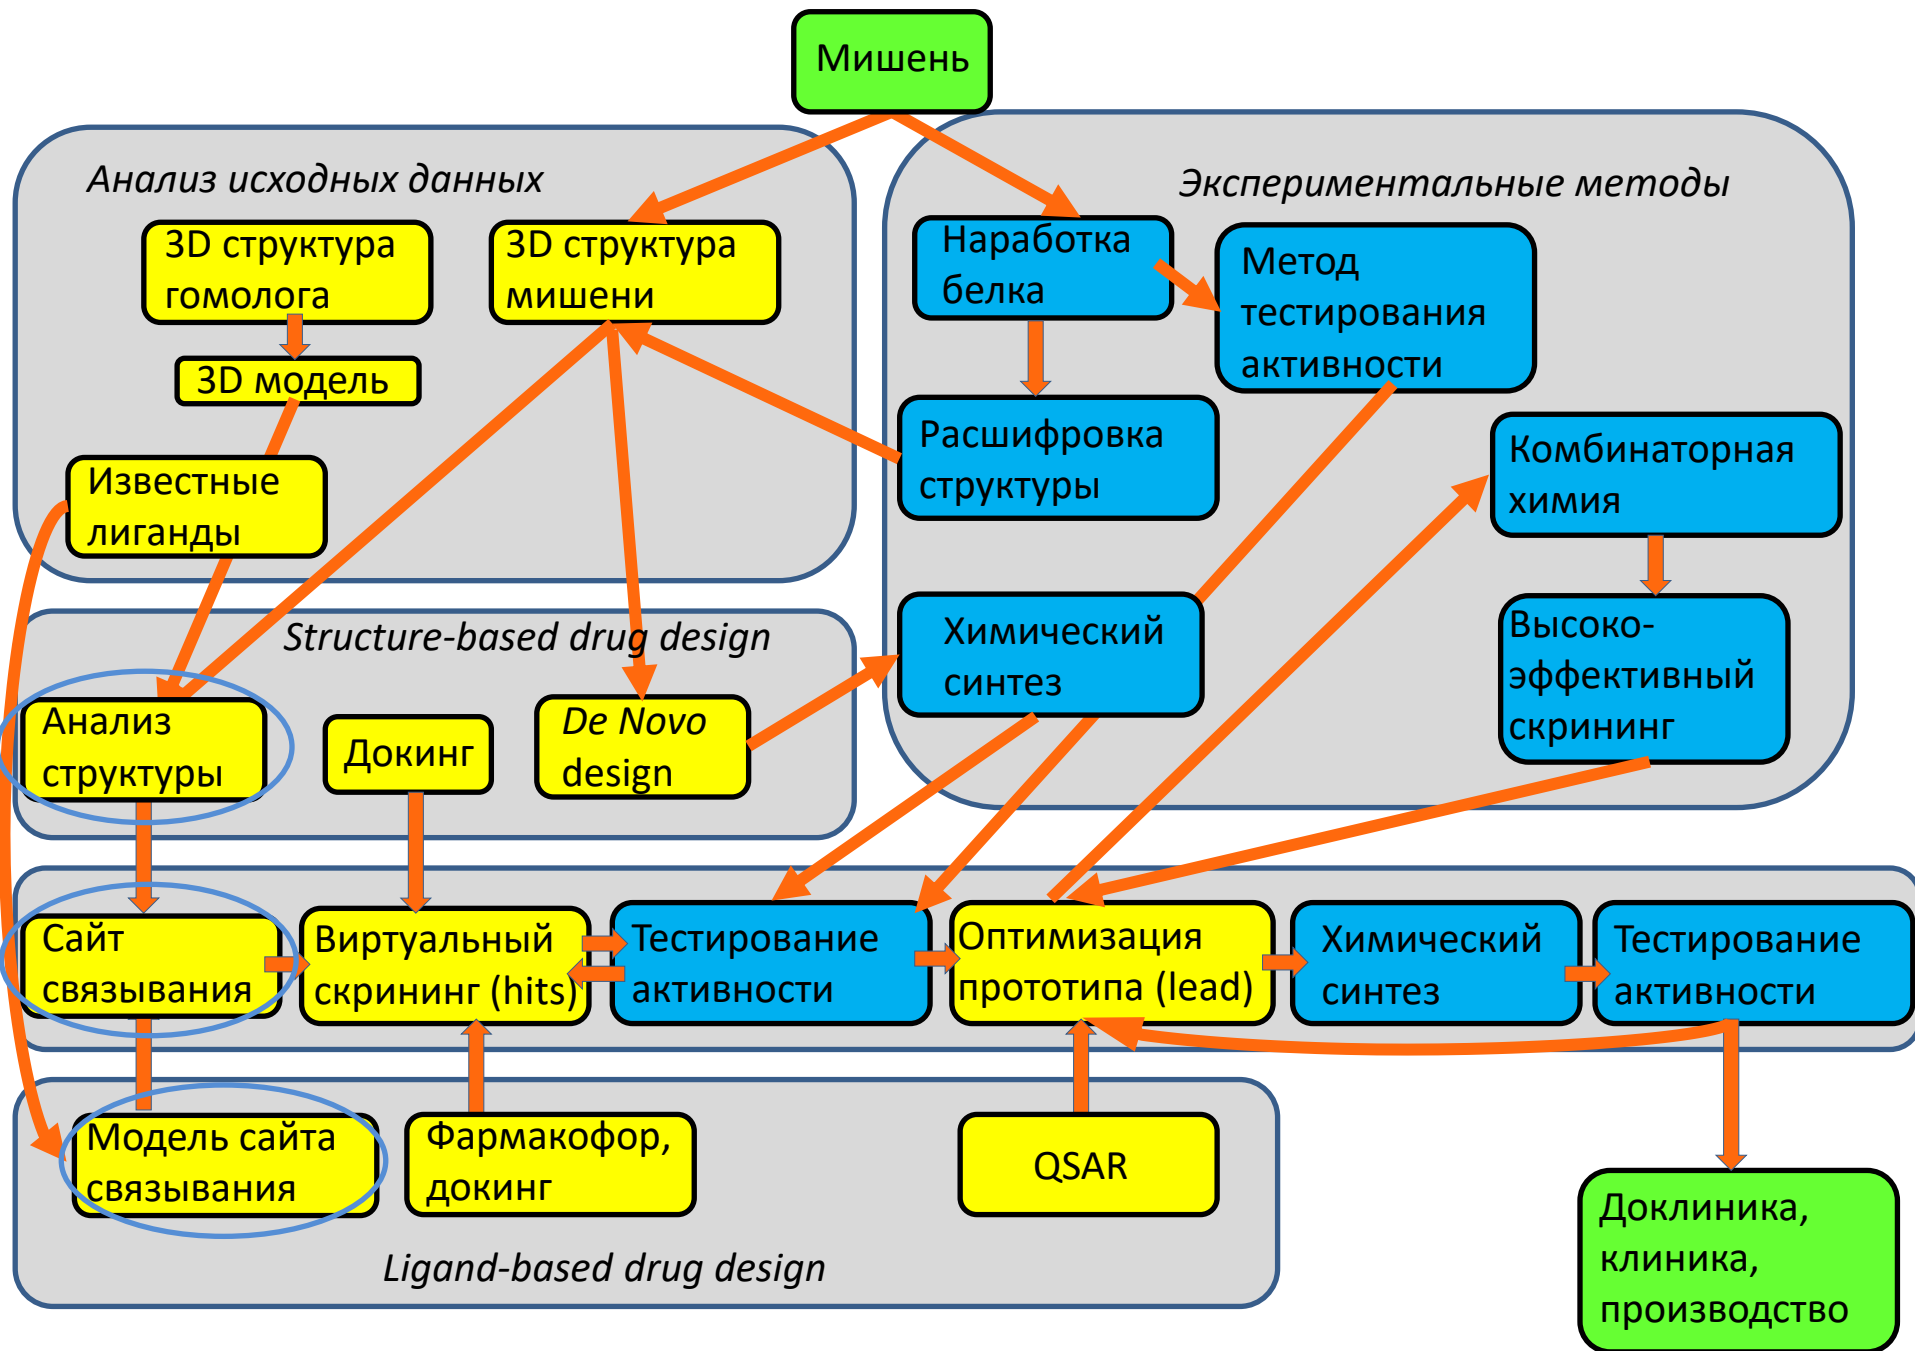 Мишень
Анализ исходных данных
3D структура
гомолога
3D структура
мишени
3D модель
Известные
лиганды
Экспериментальные методы
Наработка
белка
Метод
тестирования
активности
Расшифровка
структуры
Комбинаторная
химия
Химический
синтез
Высоко-
эффективный
скрининг
Structure-based drug design
Анализ
структуры
Докинг
De Novo
design
Сайт
связывания
Виртуальный
скрининг (hits)
Тестирование
активности
Оптимизация
прототипа (lead)
Химический
синтез
Тестирование
активности
Модель сайта
связывания
Фармакофор,
докинг
QSAR
Ligand-based drug design
Доклиника,
клиника,
производство